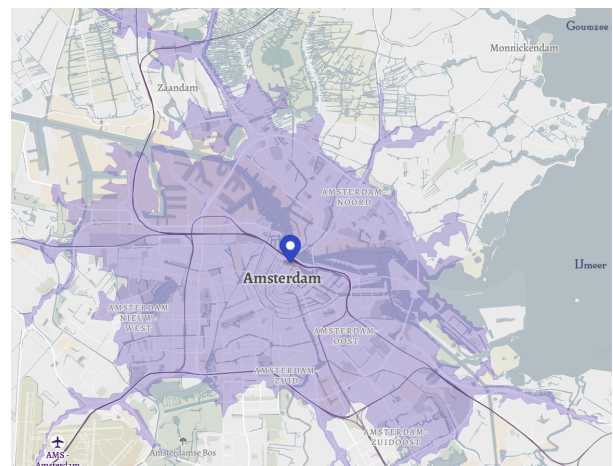 Gouwzee
Monnickendam
Zaandam
AMSTERDAM-
NOORD
IJmeer
Amsterdam
AMSTERDAM
NIEUW-
WEST
AMSTERDAM-
OOST
AMSTERDAM
ZUID
AMSTERDAM-
ZUIDOOST
Amsterdamse Bos
AMS -
Amsterdam